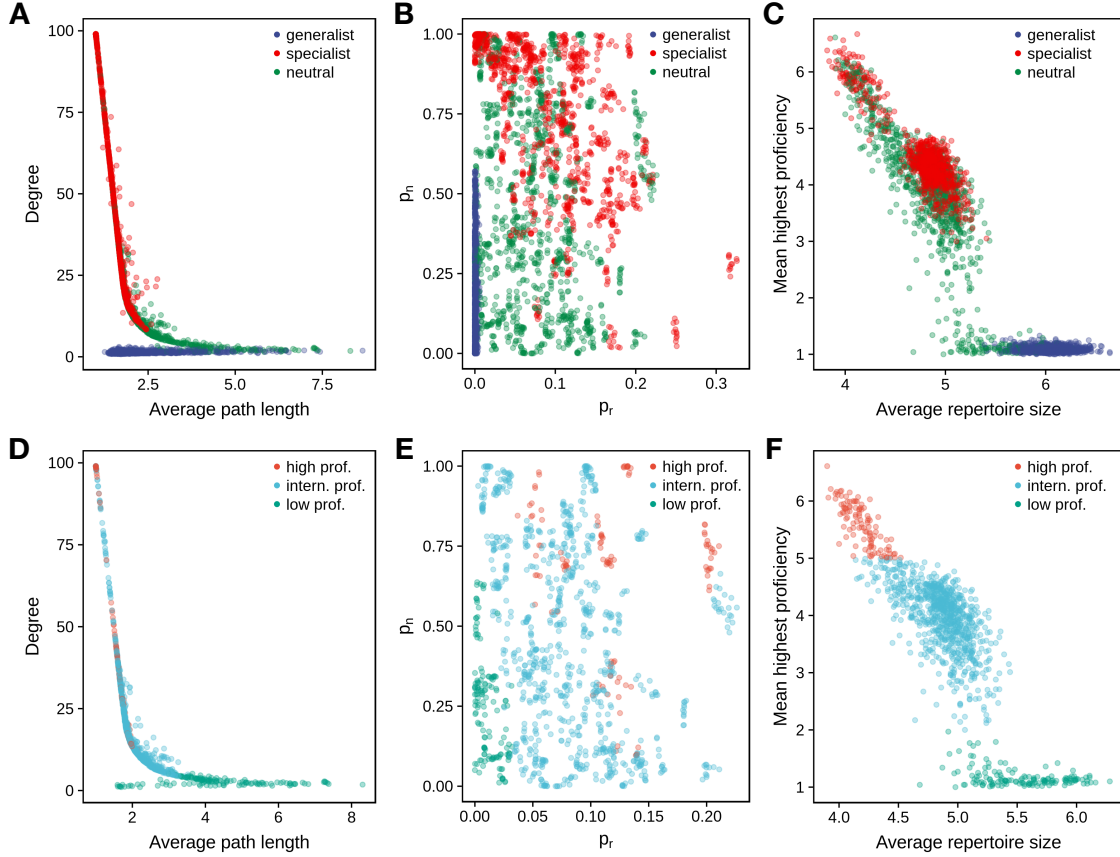 A
100
75
50
25
0
Degree
2.5
5.0
7.5
Average path length
generalist
specialist
neutral
B
1.00
0.75
0.50
0.25
0.00
pn
0.0
0.1
0.2
0.3
pr
generalist
specialist
neutral
C
6
5
4
3
2
1
Mean highest proficiency
4
5
6
Average repertoire size
generalist
specialist
neutral
D
100
75
50
25
0
Degree
2
4
6
8
Average path length
high prof.
intern. prof.
low prof.
E
1.00
0.75
0.50
0.25
0.00
pn
0.00
0.05
0.10
0.15
0.20
pr
high prof.
intern. prof.
low prof.
F
6
5
4
3
2
1
Mean highest proficiency
4.0
4.5
5.0
5.5
6.0
Average repertoire size
high prof.
intern. prof.
low prof.